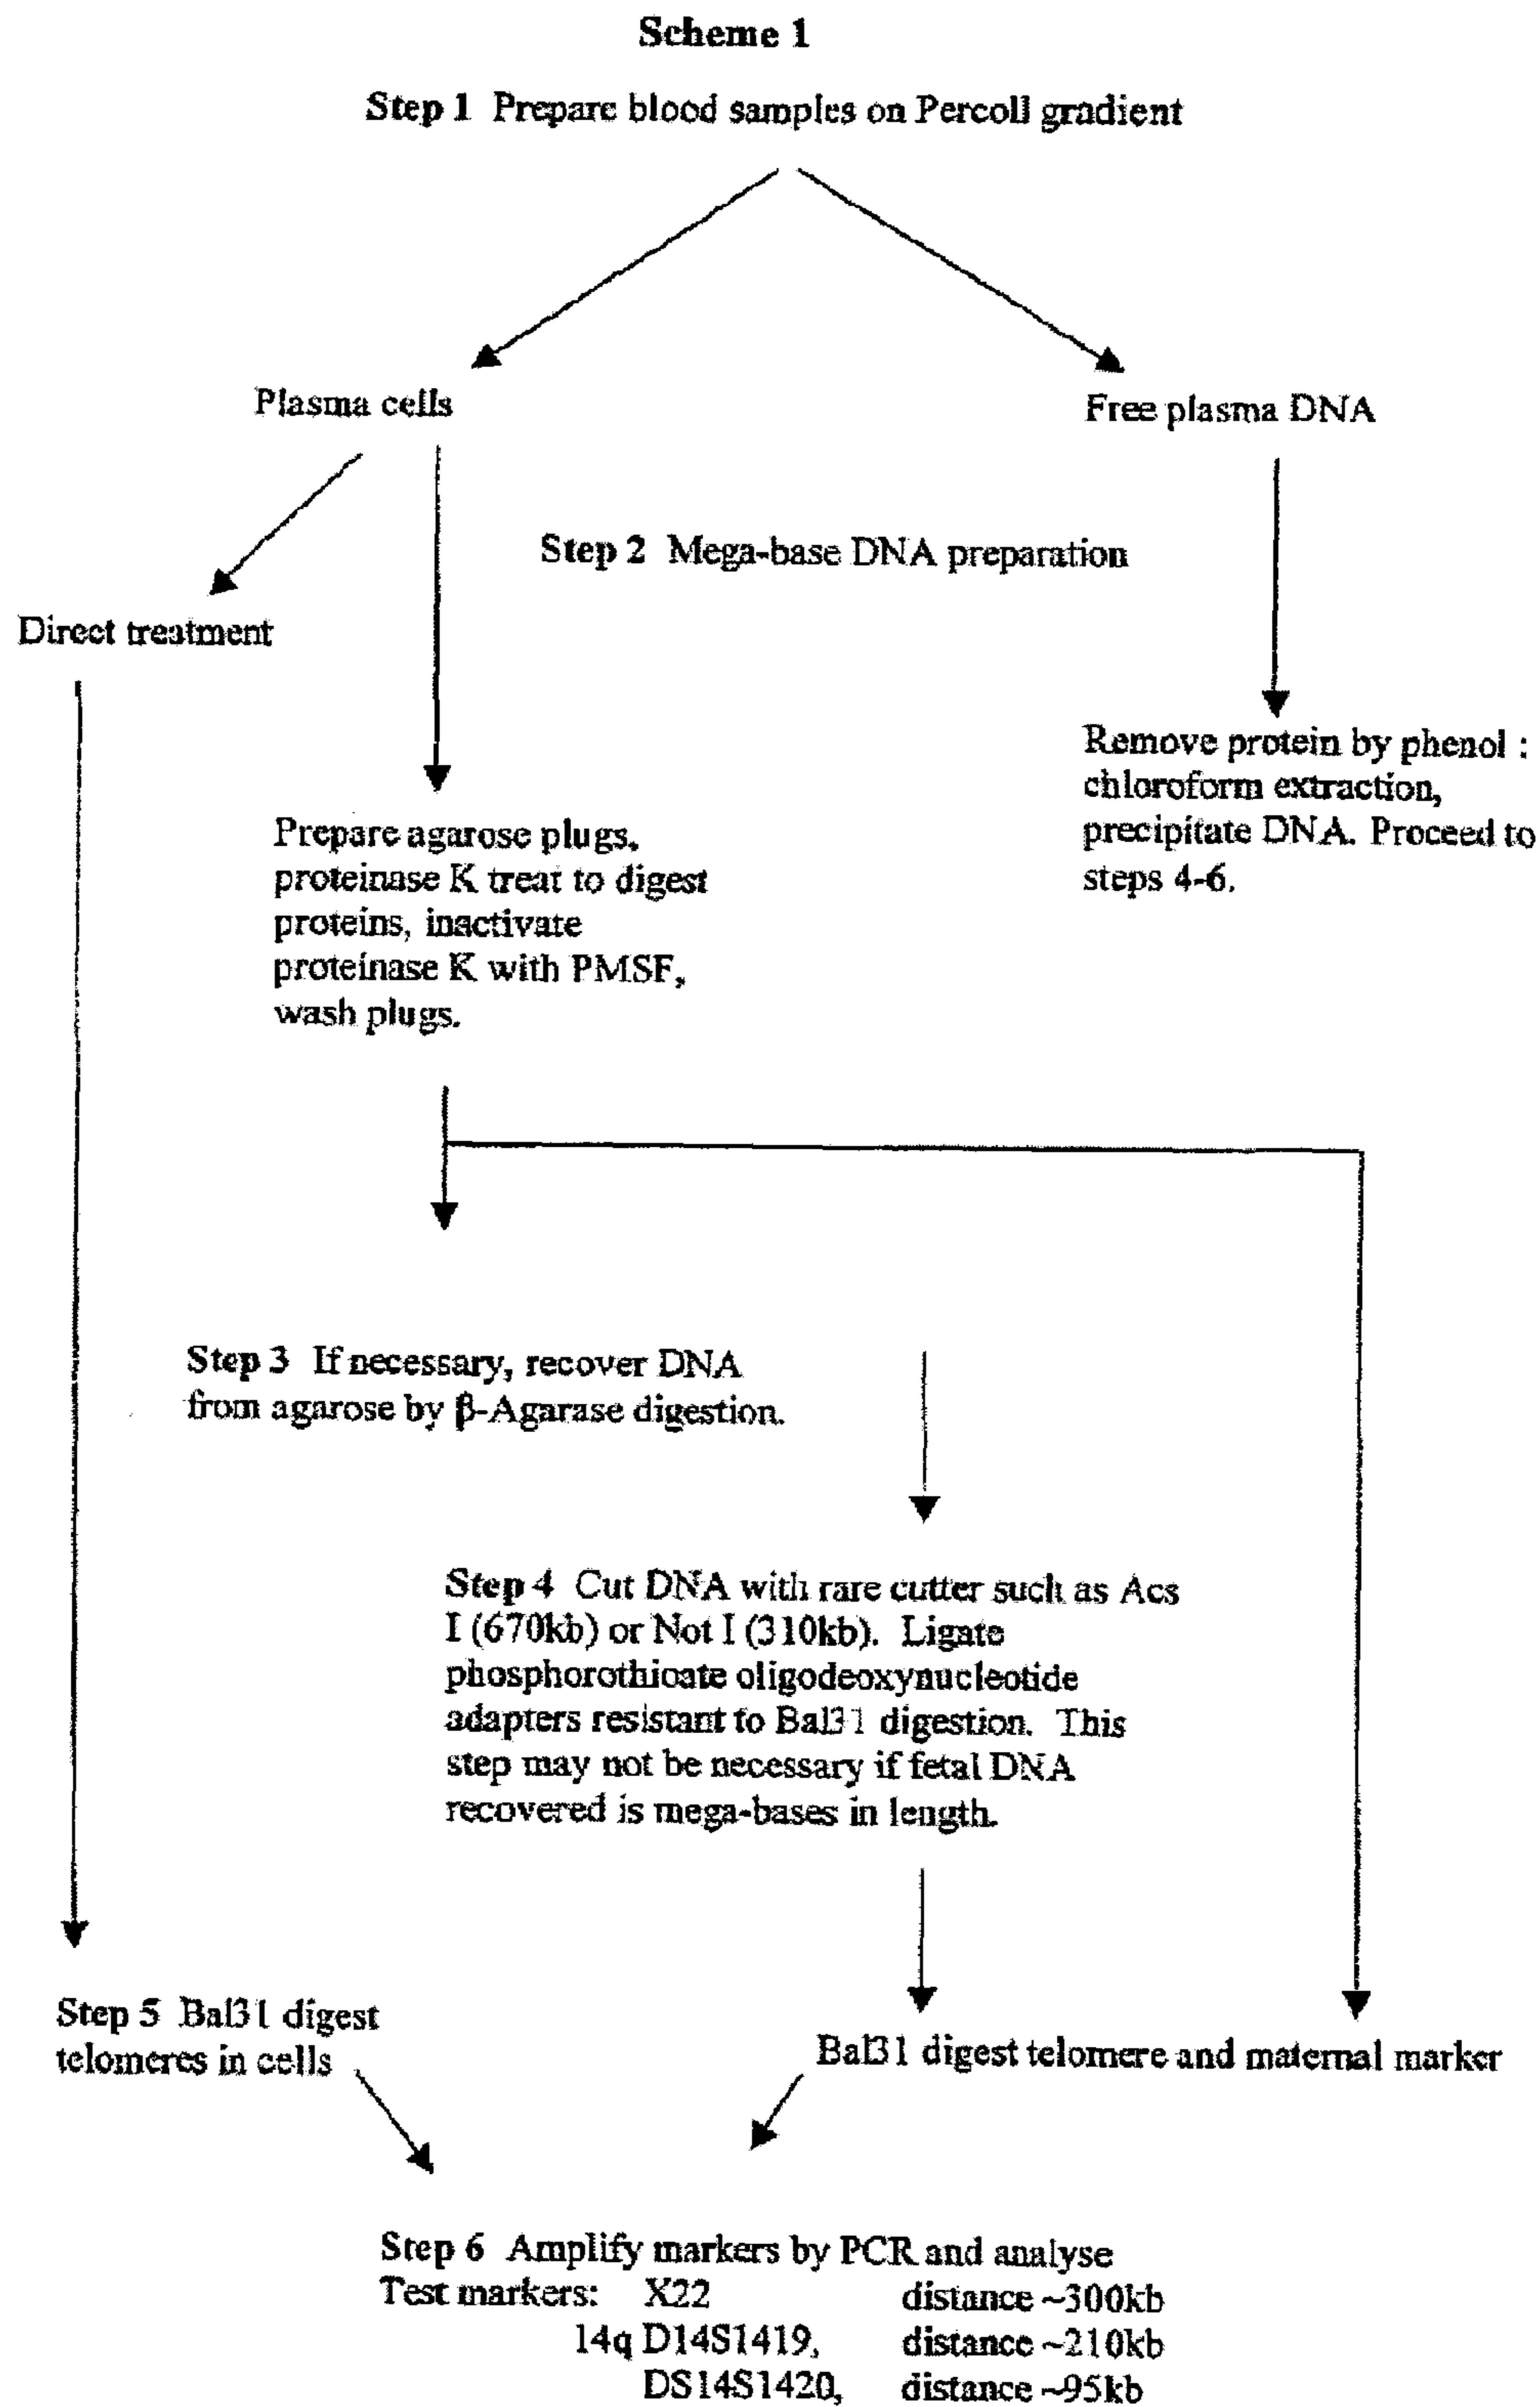 Scheme 1
Step 1 Prepare blood samples on Percoll gradient
Plasma cells
Free plasma DNA
Step 2 Mega-base DNA preparation
Direct treatment
Remove protein by phenol :
chloroform extraction,
precipitate DNA. Proceed to
steps 4-6.
Prepare agarose plugs,
proteinase K treat to digest
proteins, inactivate
proteinase K with PMSF,
wash plugs.
Step 3 If necessary, recover DNA
from agarose by β-Agarase digestion.
Step 4 Cut DNA with rare cutter such as Acs
I (670kb) or Not I (310kb). Ligate
phosphorothioate oligodeoxynucleotide
adapters resistant to Bal31 digestion. This
step may not be necessary if fetal DNA
recovered is mega-bases in length.
Step 5 Bal31 digest
telomeres in cells
Bal31 digest telomere and maternal marker
Step 6 Amplify markers by PCR and analyse
Test markers: X22 distance ~300kb
14q D14S1419, distance ~210kb
DS14S1420, distance ~95kb